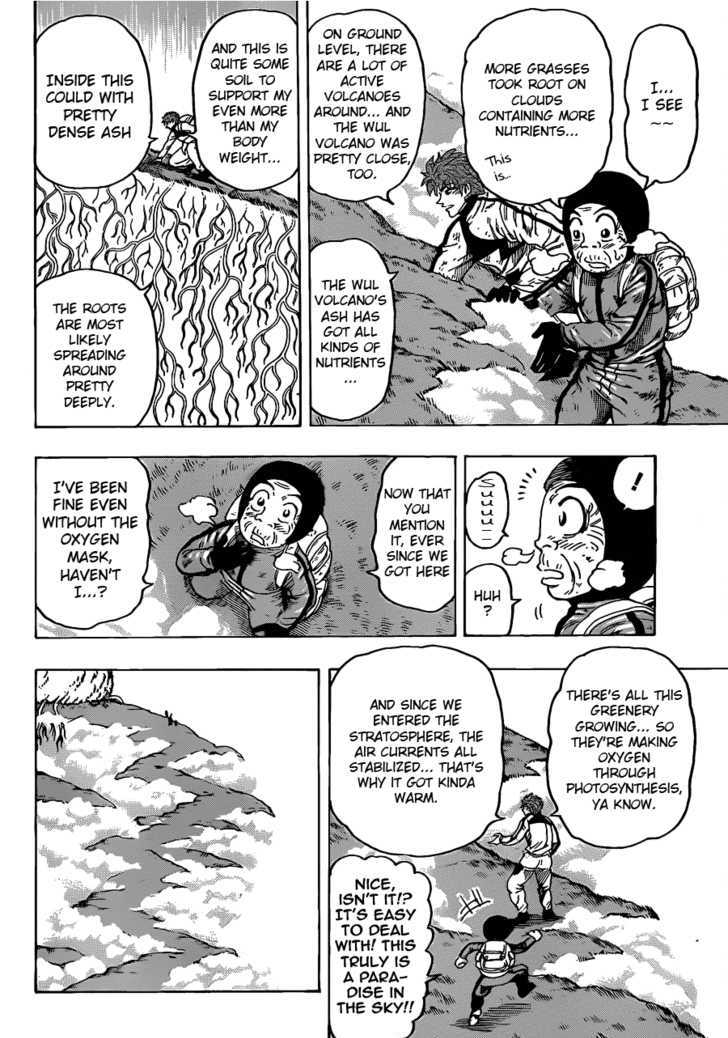 I...
I SEE
~~
MORE GRASSES
TOOK ROOT ON
CLOUDS
CONTAINING MORE
NUTRIENTS...
This
is..
ON GROUND
LEVEL, THERE
ARE A LOT OF
ACTIVE
VOLCANOES
AROUND... AND
THE WUL
VOLCANO WAS
PRETTY CLOSE,
TOO.
THE WUL
VOLCANO'S
ASH HAS
GOT ALL
KINDS OF
NUTRIENTS
...
AND THIS IS
QUITE SOME
SOIL TO
SUPPORT MY
EVEN MORE
THAN MY
BODY
WEIGHT...
INSIDE THIS
COULD WITH
PRETTY
DENSE ASH
THE ROOTS
ARE MOST
LIKELY
SPREADING
AROUND
PRETTY
DEEPLY.
!
Suuuu
HUH
?
NOW THAT
YOU
MENTION
IT, EVER
SINCE WE
GOT HERE
I'VE BEEN
FINE EVEN
WITHOUT THE
OXYGEN
MASK,
HAVEN'T
I...?
THERE'S ALL THIS
GREENERY
GROWING... SO
THEY'RE MAKING
OXYGEN
THROUGH
PHOTOSYNTHESIS,
YA KNOW.
AND SINCE WE
ENTERED THE
STRATOSPHERE, THE
AIR CURRENTS ALL
STABILIZED... THAT'S
WHY IT GOT KINDA
WARM.
NICE,
ISN'T IT!?
IT'S EASY
TO DEAL
WITH! THIS
TRULY IS
A PARA-
DISE IN
THE SKY!!